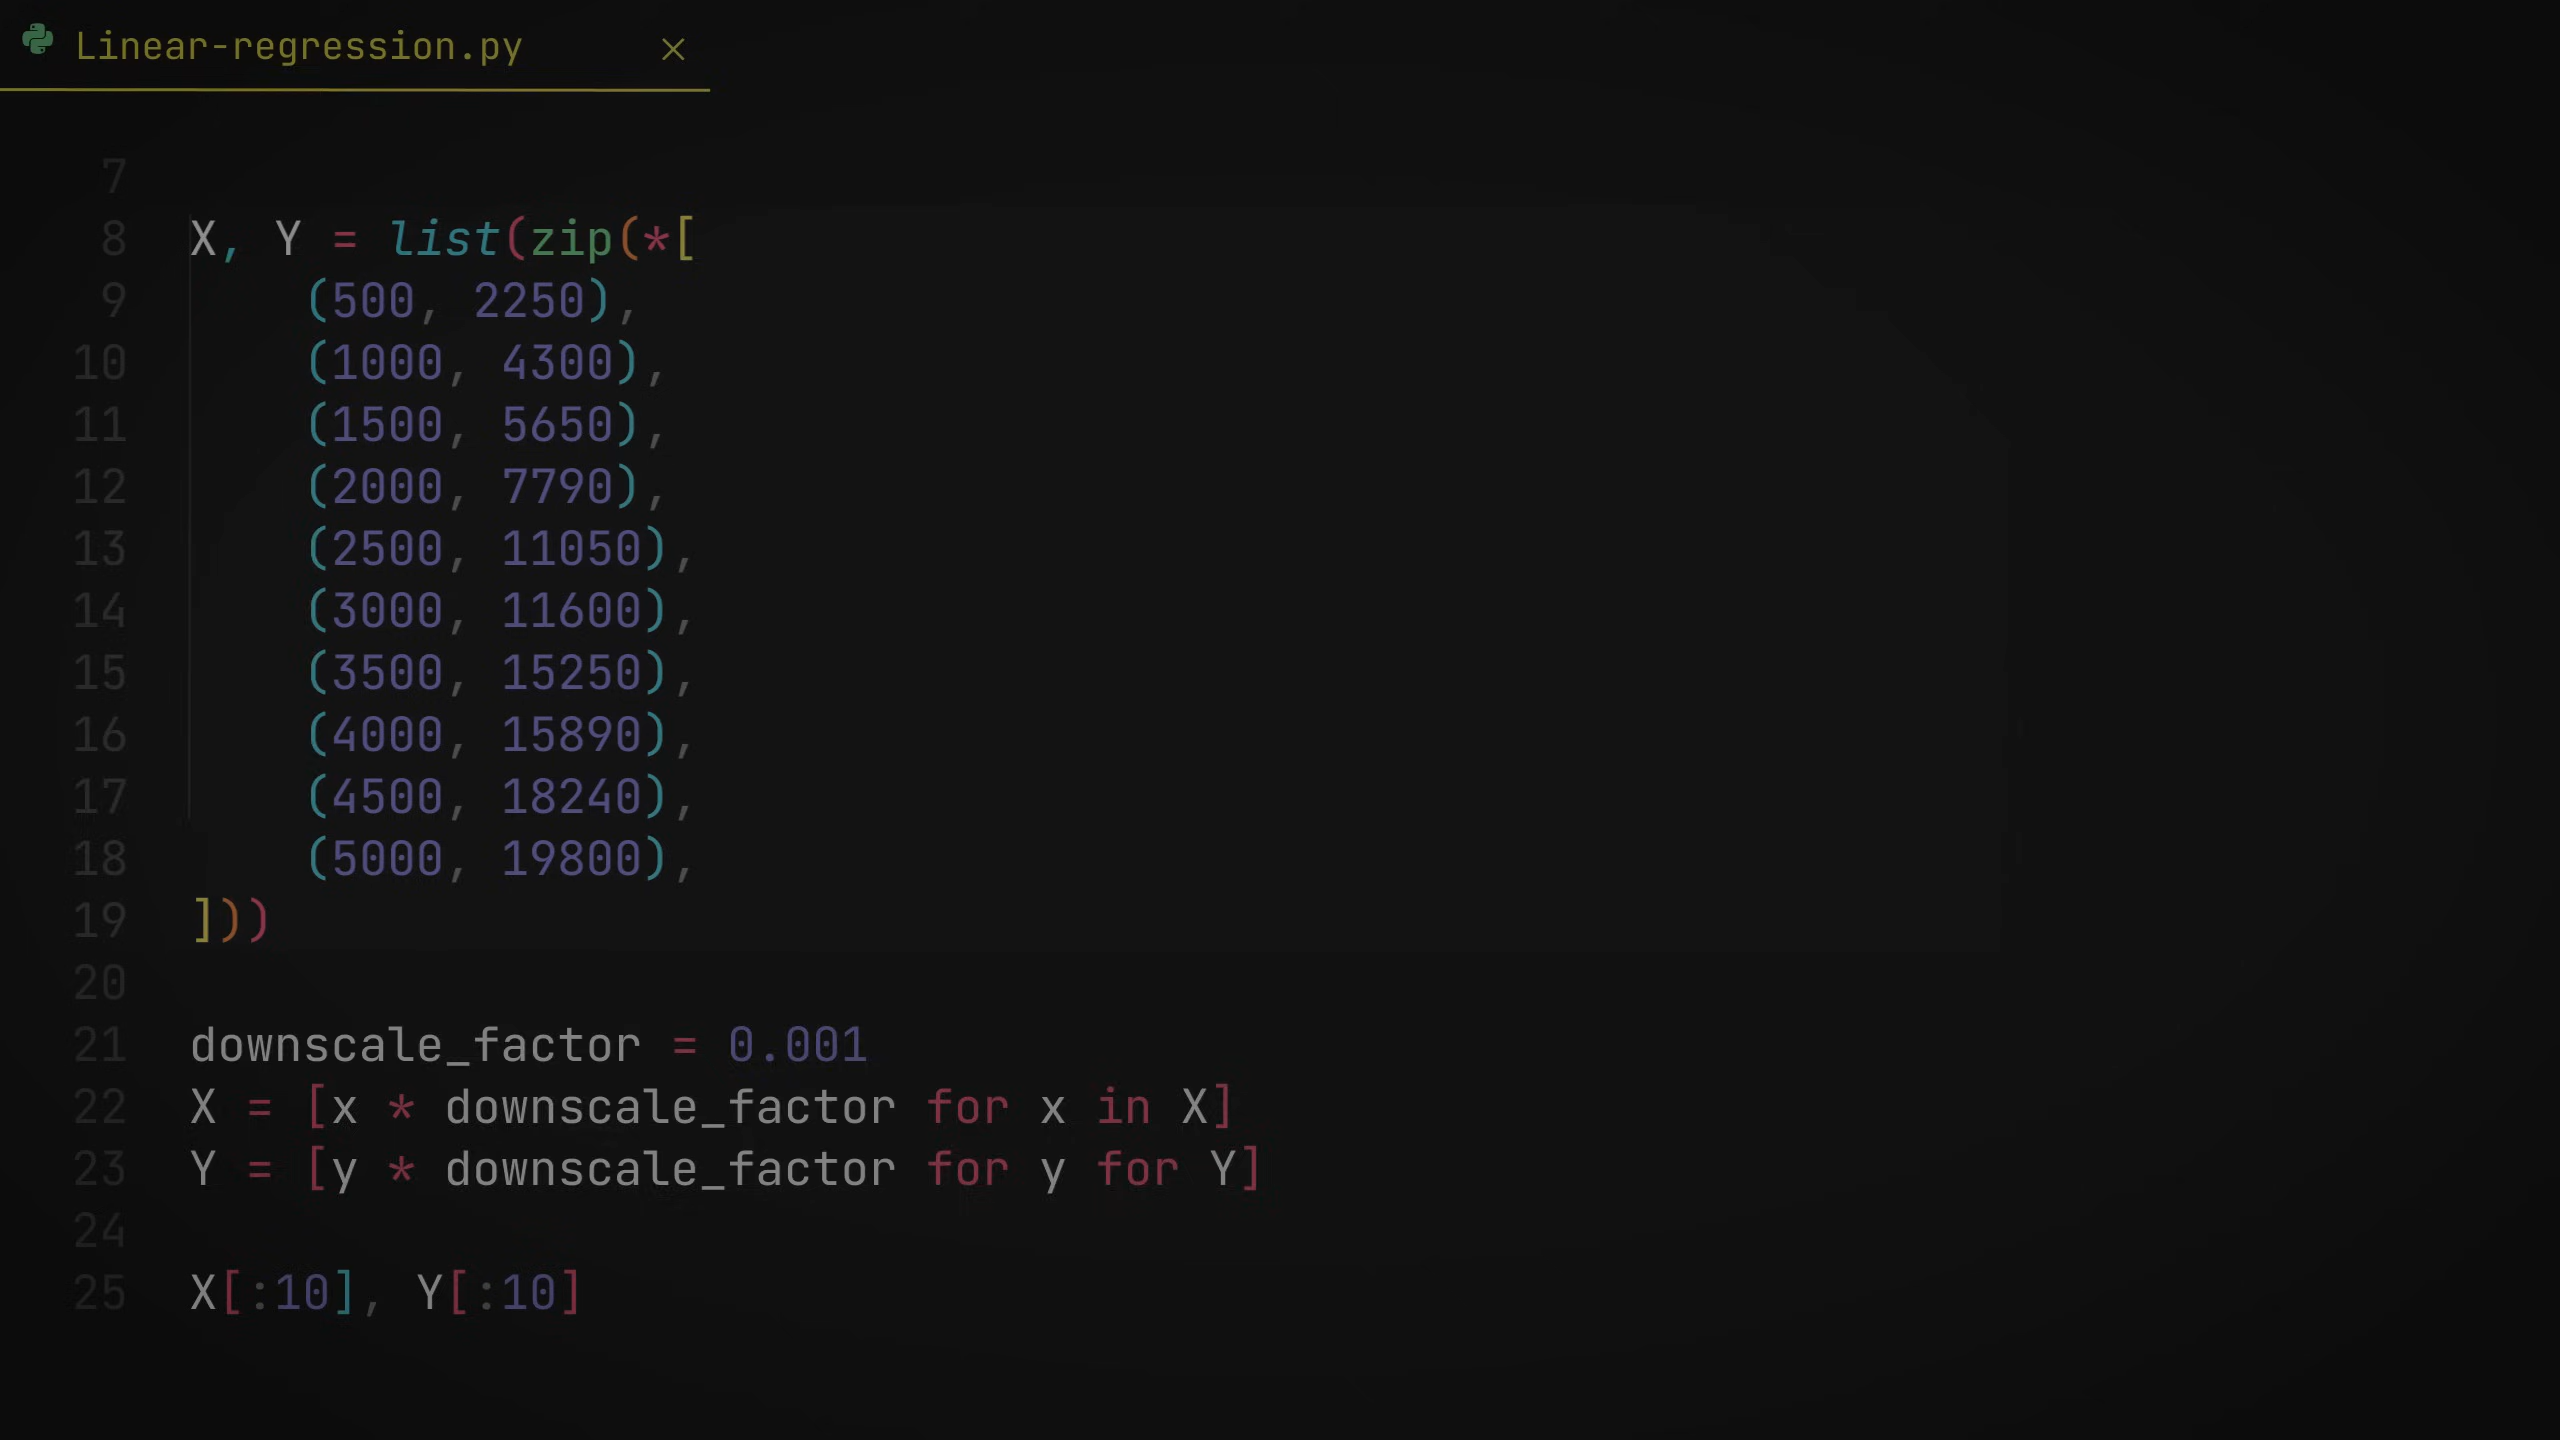 Linear-regression.py ×
7
8 X, Y = list(zip(*[
9 (500, 2250),
10 (1000, 4300),
11 (1500, 5650),
12 (2000, 7790),
13 (2500, 11050),
14 (3000, 11600),
15 (3500, 15250),
16 (4000, 15890),
17 (4500, 18240),
18 (5000, 19800),
19 ]))
20
21 downscale_factor = 0.001
22 X = [x * downscale_factor for x in X]
23 Y = [y * downscale_factor for y for Y]
24
25 X[:10], Y[:10]